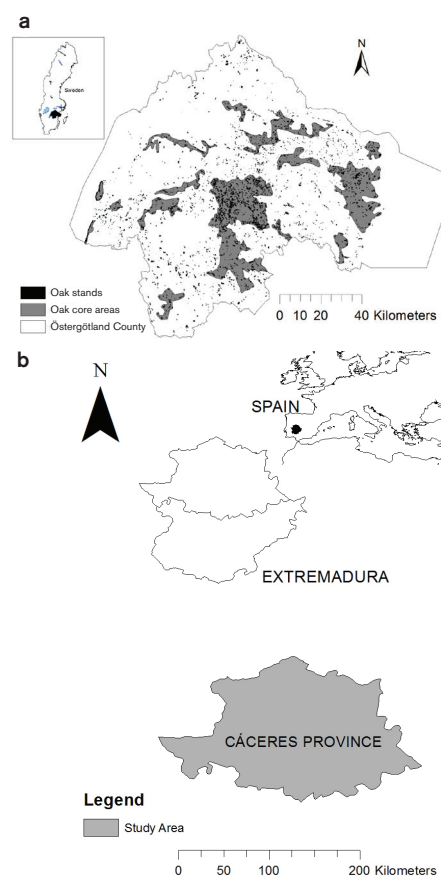 a
N
Sweden
Oak stands
Oak core areas
Östergötland County
0 10 20 40 Kilometers
b
N
SPAIN
EXTREMADURA
CÁCERES PROVINCE
Legend
Study Area
0 50 100 200 Kilometers